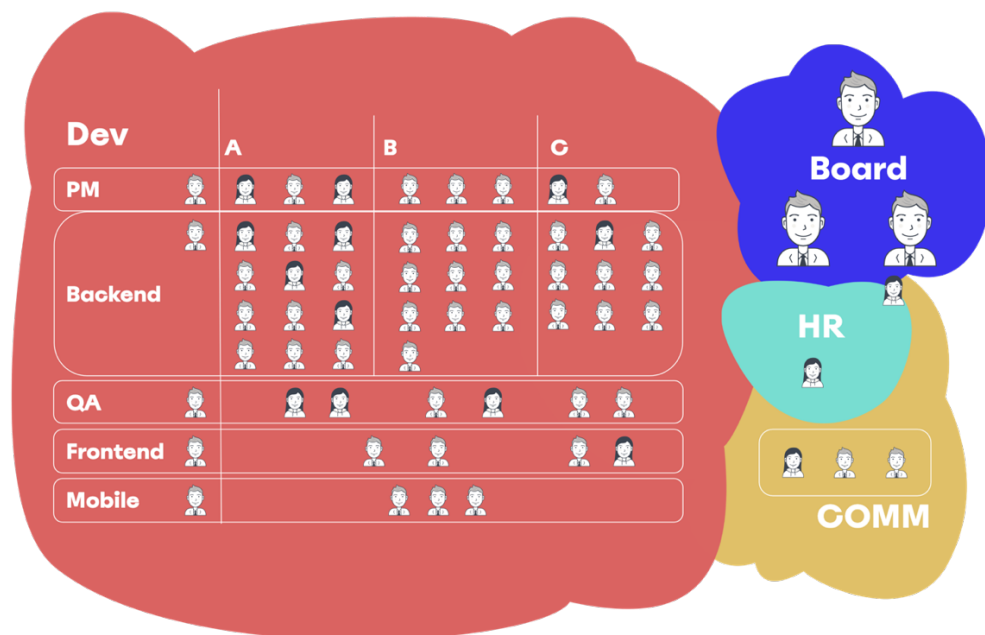 Dev
A
B
C
PM
Backend
QA
Frontend
Mobile
Board
HR
COMM